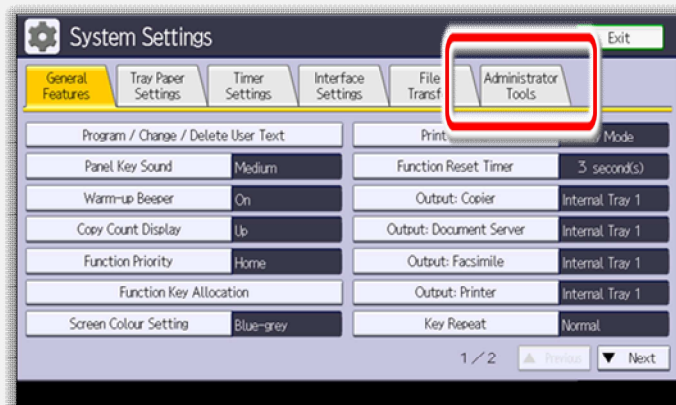 System Settings
Exit
General
Features
Tray Paper
Settings
Timer
Settings
Interface
Settings
File
Administrator
Tools
Program / Change / Delete User Text
Print
Mode
Panel Key Sound
Medium
Function Reset Timer
3 second(s)
Warm-up Beeper
On
Output: Copier
Internal Tray 1
Copy Count Display
Up
Output: Document Server
Internal Tray 1
Function Priority
Home
Output: Facsimile
Internal Tray 1
Function Key Allocation
Output: Printer
Internal Tray 1
Screen Colour Setting
Blue-grey
Key Repeat
Normal
1/2
▲ Previous
▼ Next